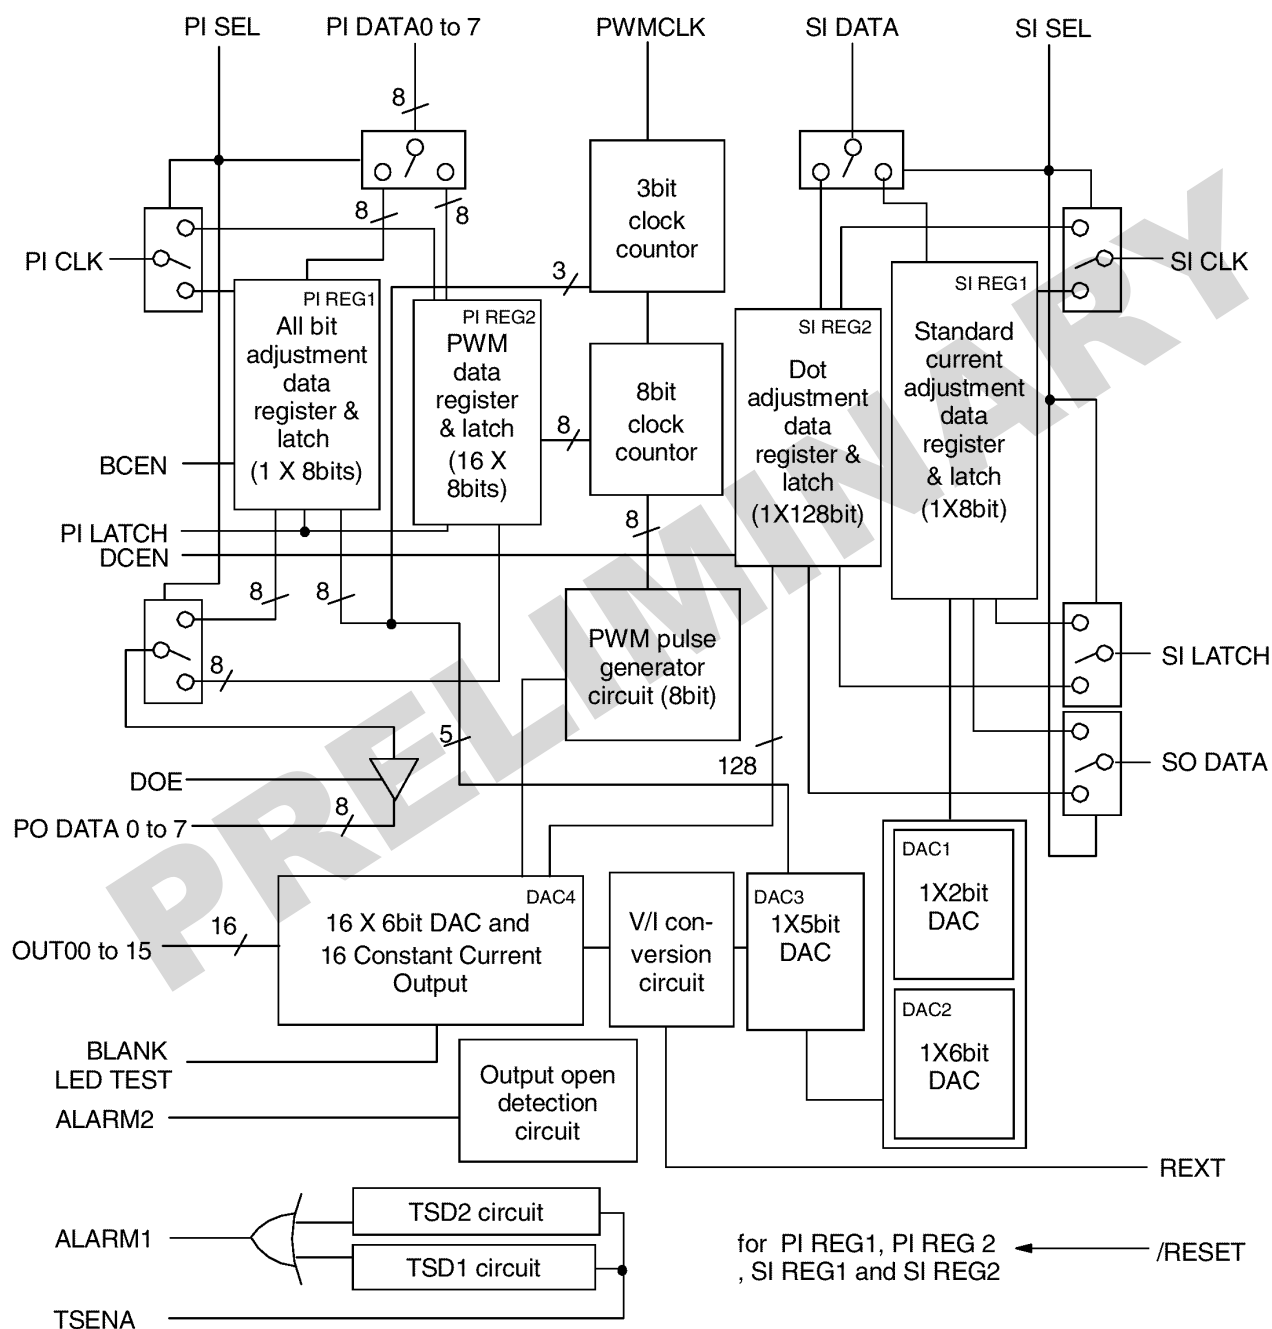 PI SEL
PI DATA0 to 7
PWMCLK
SI DATA
SI SEL
8
8
8
3bit
clock
countor
PI CLK
3
SI CLK
PI REG1
All bit
adjustment
data
register &
latch
(1 X 8bits)
PI REG2
PWM
data
register
& latch
(16 X
8bits)
8
8bit
clock
countor
SI REG2
Dot
adjustment
data
register &
latch
(1X128bit)
SI REG1
Standard
current
adjustment
data
register
& latch
(1X8bit)
BCEN
PI LATCH
DCEN
8
8
8
8
PWM pulse
generator
circuit (8bit)
SI LATCH
5
128
SO DATA
DOE
8
PO DATA 0 to 7
DAC4
16 X 6bit DAC and
16 Constant Current
Output
V/I con-
version
circuit
DAC3
1X5bit
DAC
DAC1
1X2bit
DAC
DAC2
1X6bit
DAC
16
OUT00 to 15
BLANK
LED TEST
ALARM2
Output open
detection
circuit
REXT
ALARM1
TSD2 circuit
TSD1 circuit
TSENA
for PI REG1, PI REG 2
, SI REG1 and SI REG2
/RESET
PRELIMINARY